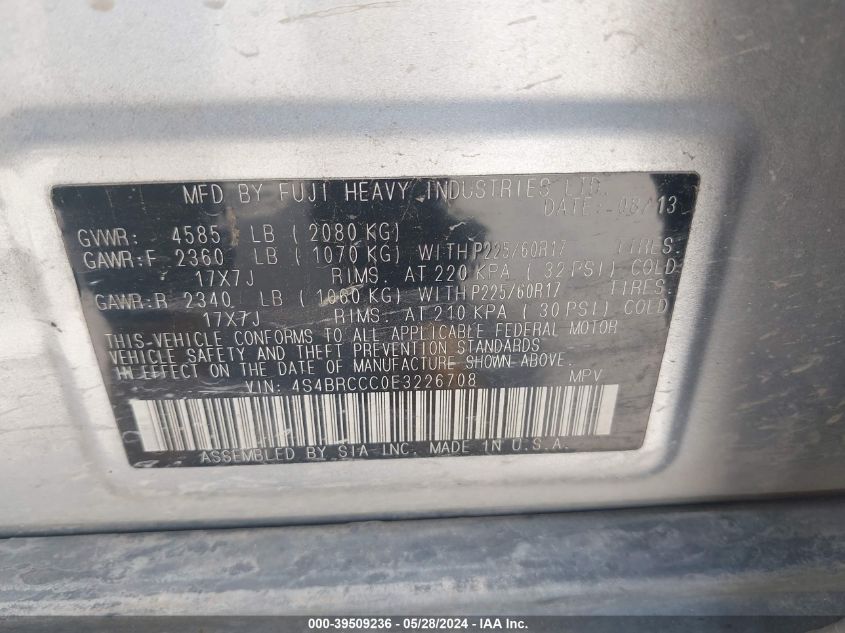 MFD BY FUJI HEAVY INDUSTRIES LTD.
DATE: 08/13
GVWR: 4585 LB ( 2080 KG)
GAWR:F 2360 LB ( 1070 KG) WITH P225/60R17 TIRES.
17X7J RIMS. AT 220 KPA ( 32 PSI) COLD
GAWR:R 2340 LB ( 1060 KG) WITH P225/60R17 TIRES.
17X7J RIMS. AT 210 KPA ( 30 PSI) COLD
THIS-VEHICLE CONFORMS TO ALL APPLICABLE FEDERAL MOTOR
VEHICLE SAFETY AND THEFT PREVENTION STANDARDS
IN EFFECT ON THE DATE OF MANUFACTURE SHOWN ABOVE.
VIN: 4S4BRCCC0E3226708 MPV
ASSEMBLED BY SIA INC. MADE IN U.S.A.
000-39509236 - 05/28/2024 - IAA Inc.